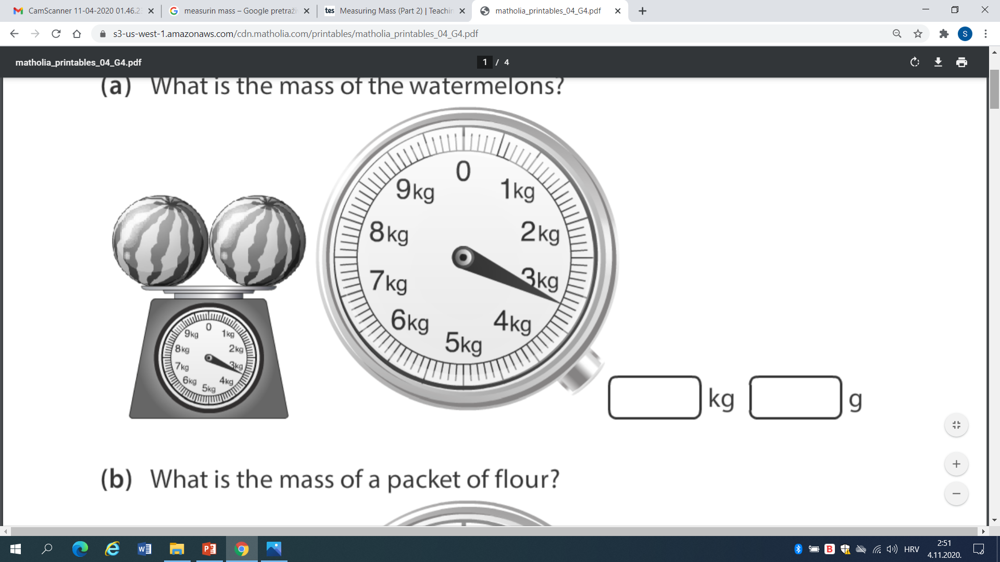 CamScanner 11-04-2020 01.46.2
measurin mass – Google pretraži
tes Measuring Mass (Part 2) | Teachin
matholia_printables_04_G4.pdf
s3-us-west-1.amazonaws.com/cdn.matholia.com/printables/matholia_printables_04_G4.pdf
S
matholia_printables_04_G4.pdf
1 / 4
(a) What is the mass of the watermelons?
0
1kg
2kg
3kg
4kg
5kg
6kg
7kg
8kg
9kg
0
1kg
2kg
3kg
4kg
5kg
6kg
7kg
8kg
9kg
kg g
(b) What is the mass of a packet of flour?
HRV
2:51
4.11.2020.